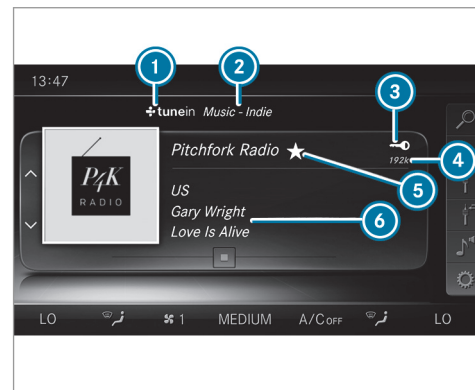 1
2
3
13:47
tunein Music - Indie
Pitchfork Radio
192k
4
5
P4K
RADIO
US
Gary Wright
6
Love Is Alive
LO
1
MEDIUM
A/C OFF
LO